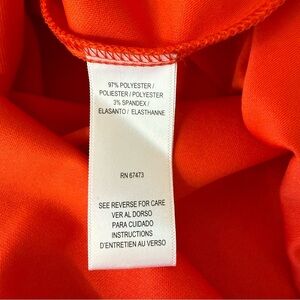 97% POLYESTER /
POLIESTER / POLYESTER
3% SPANDEX /
ELASANTO / ELASTHANNE
RN 67473
SEE REVERSE FOR CARE
VER AL DORSO
PARA CUIDADO
INSTRUCTIONS
D'ENTRETIEN AU VERSO